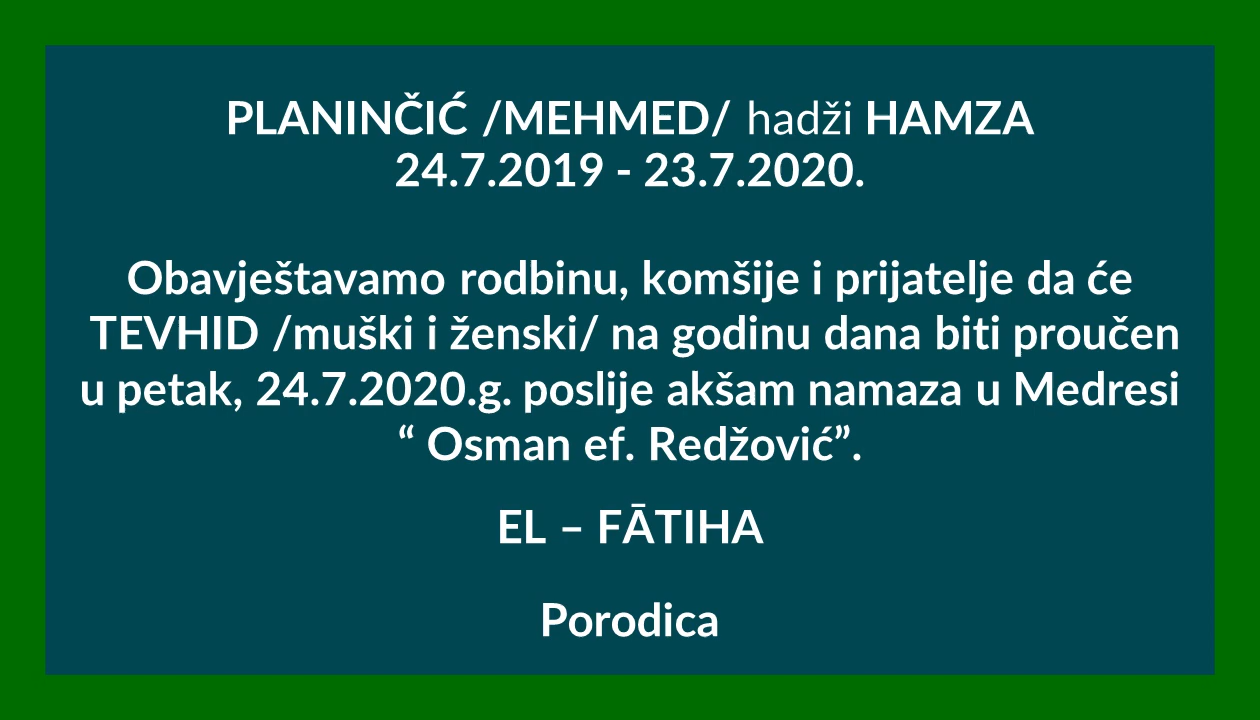 PLANINČIĆ /MEHMED/ hadži HAMZA
24.7.2019 - 23.7.2020.
Obavještavamo rodbinu, komšije i prijatelje da će
TEVHID /muški i ženski/ na godinu dana biti proučen
u petak, 24.7.2020.g. poslije akšam namaza u Medresi
“ Osman ef. Redžović”.
EL – FĀTIHA
Porodica